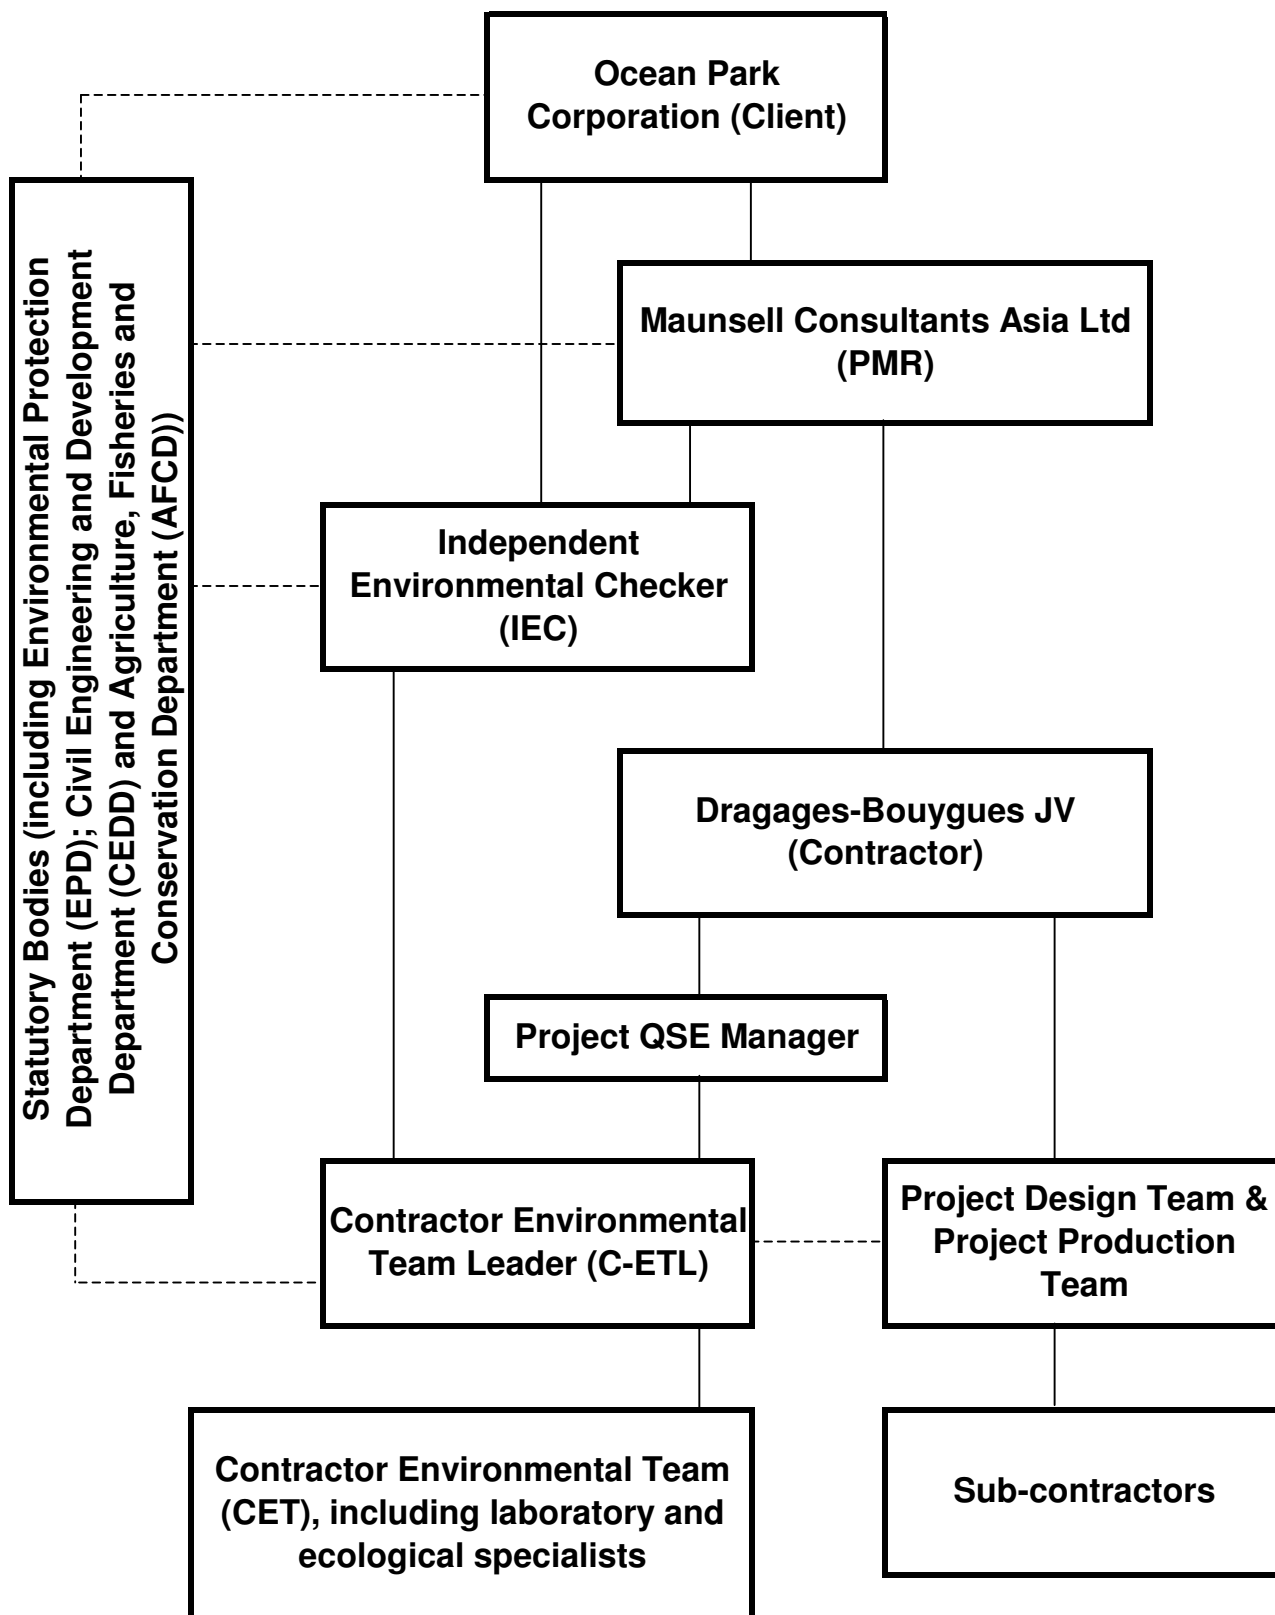 Ocean Park
Corporation (Client)
Statutory Bodies (including Environmental Protection
Department (EPD); Civil Engineering and Development
Department (CEDD) and Agriculture, Fisheries and
Conservation Department (AFCD))
Maunsell Consultants Asia Ltd
(PMR)
Independent
Environmental Checker
(IEC)
Dragages-Bouygues JV
(Contractor)
Project QSE Manager
Contractor Environmental
Team Leader (C-ETL)
Project Design Team &
Project Production
Team
Contractor Environmental Team
(CET), including laboratory and
ecological specialists
Sub-contractors